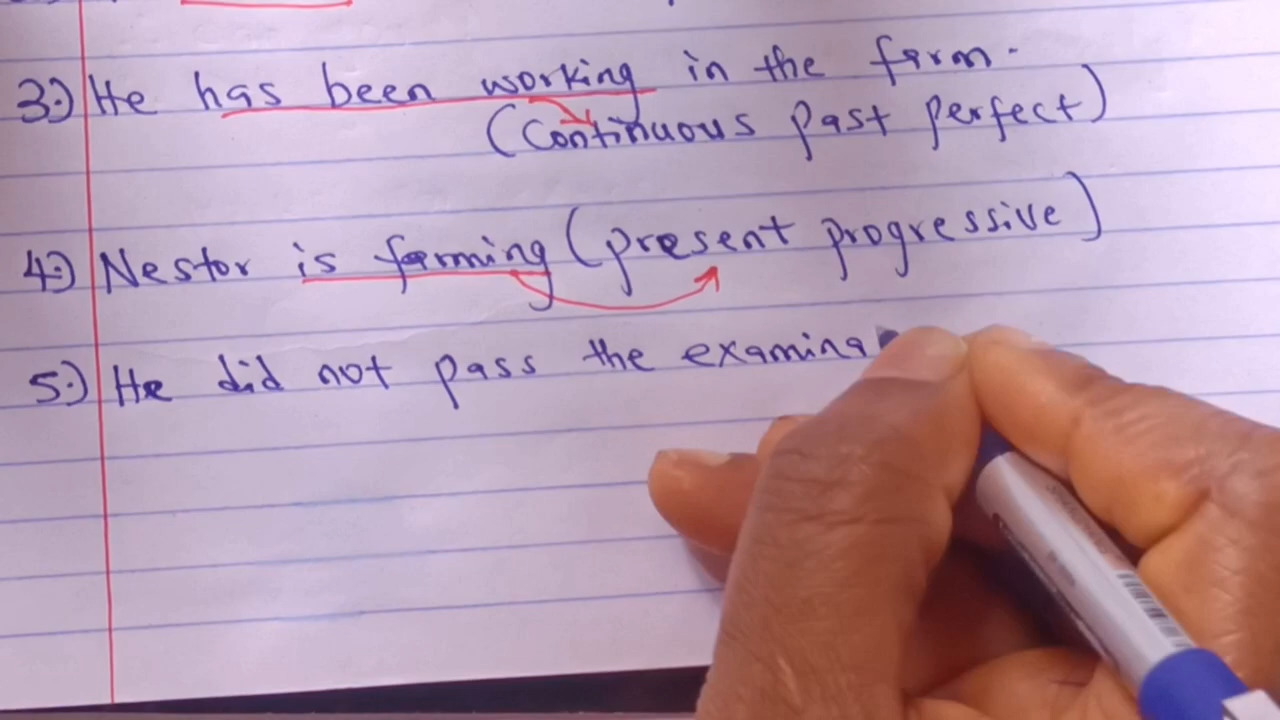 3.) He has been working in the farm.
(Continuous past perfect)
4.) Nestor is farming (present progressive)
5.) He did not pass the examina